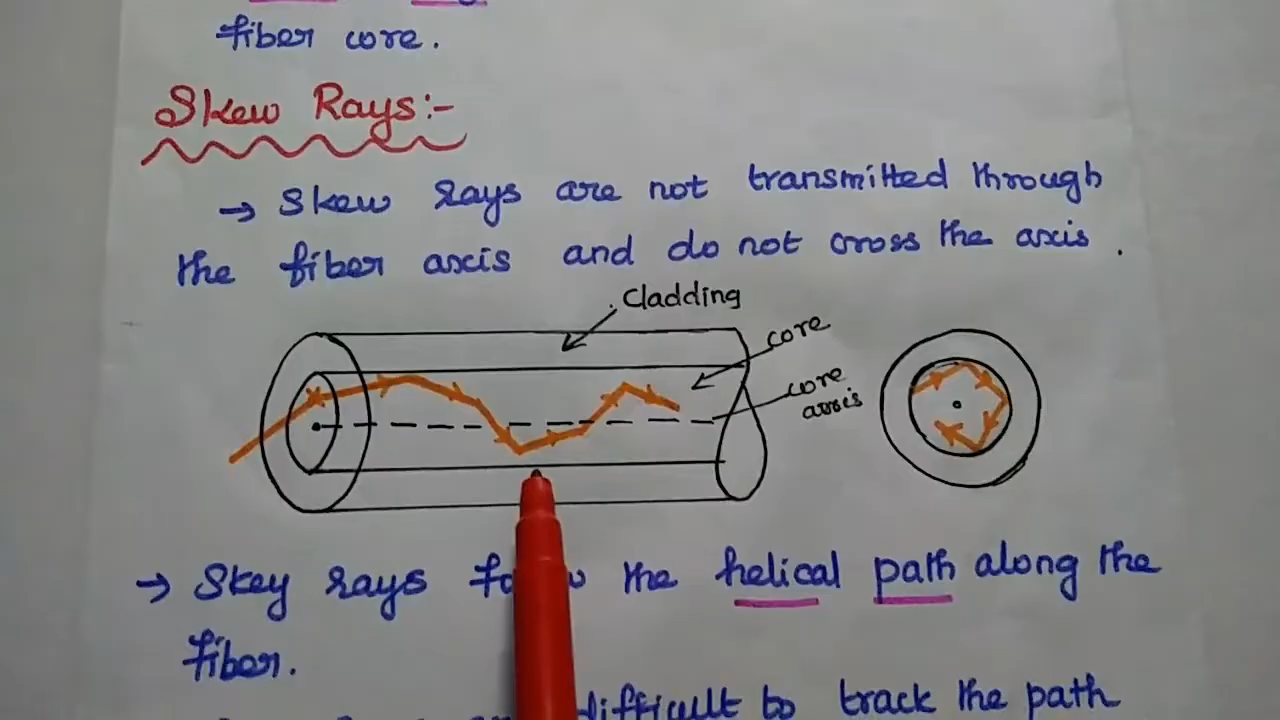 fiber core.
Skew Rays:-
→ Skew rays are not transmitted through
the fiber axis and do not cross the axis.
Cladding
core
core
axis
→ Skey rays the helical path along the
fiber.
difficult to track the path